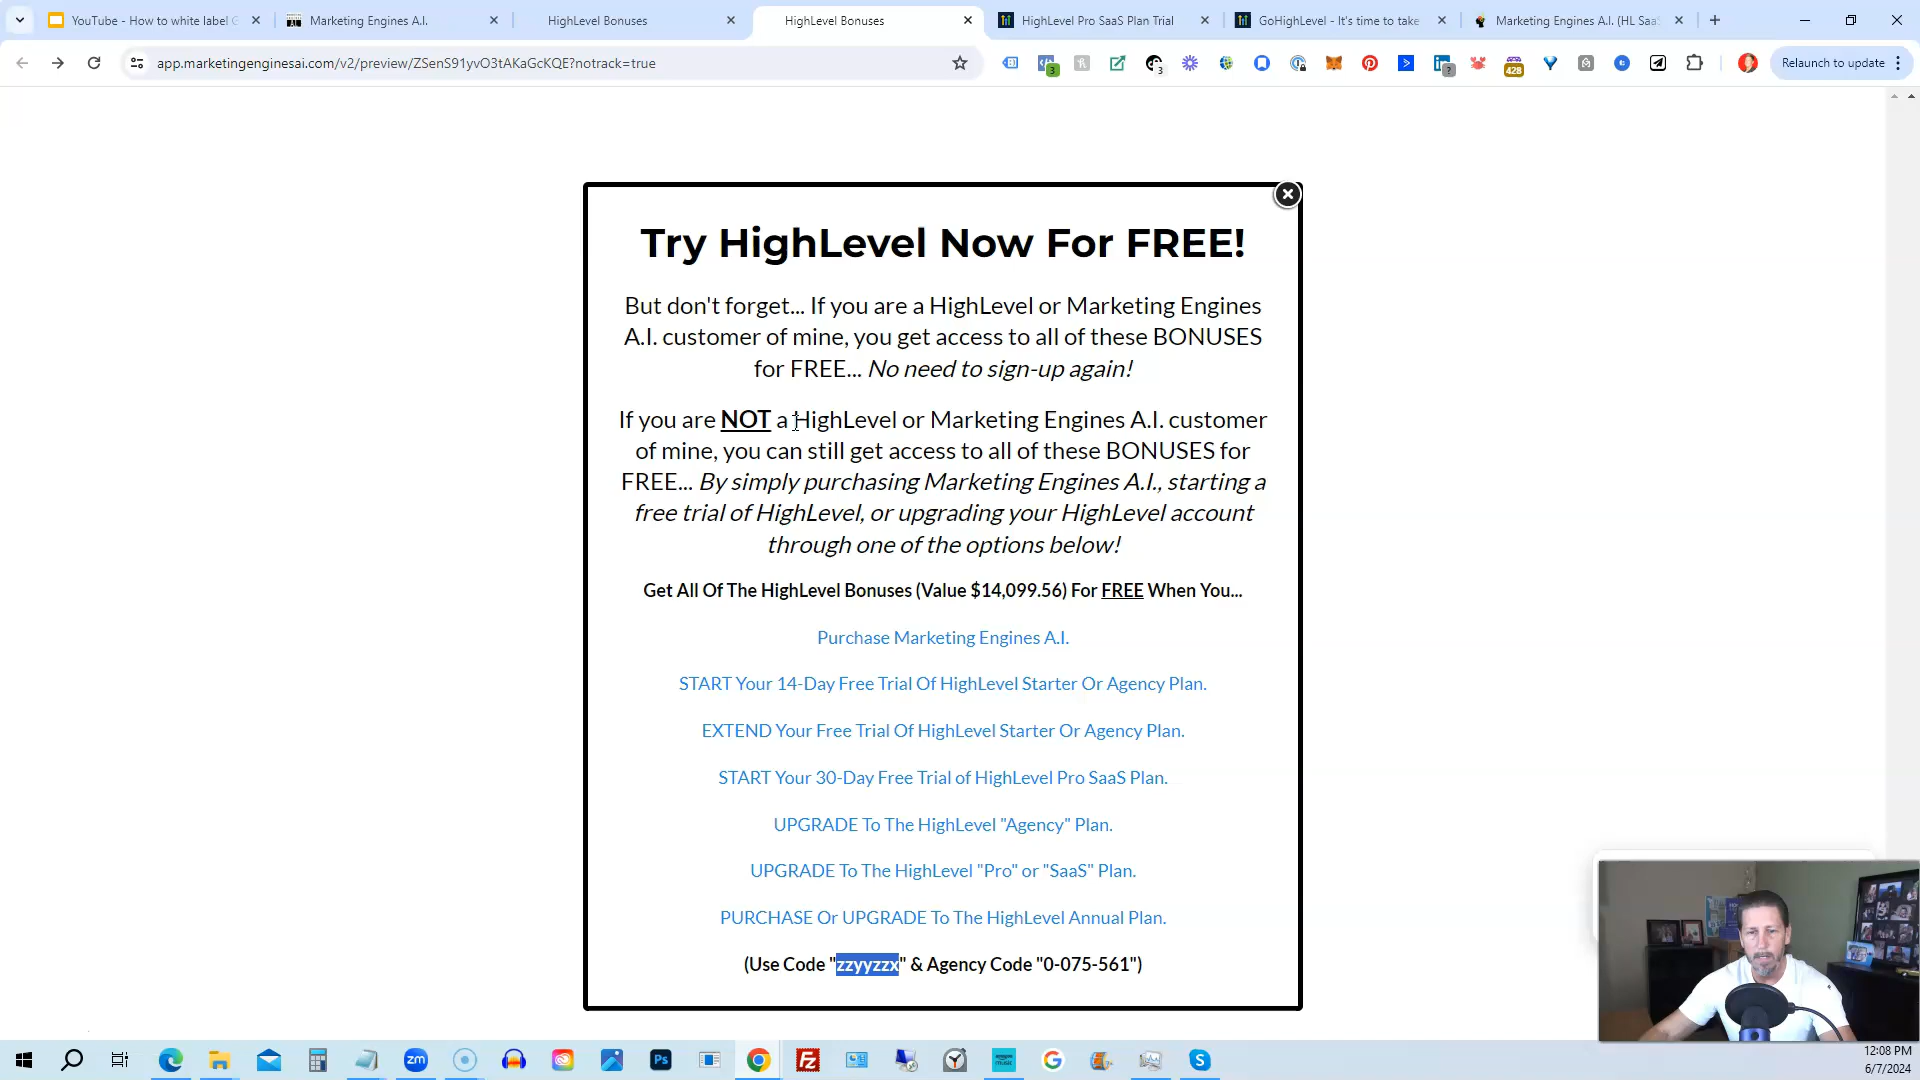 YouTube - How to white label G
Marketing Engines A.I.
HighLevel Bonuses
HighLevel Bonuses
HighLevel Pro SaaS Plan Trial
GoHighLevel - It's time to take
Marketing Engines A.I. (HL SaaS
app.marketingenginesai.com/v2/preview/ZSenS91yvO3tAKaGcKQE?notrack=true
3
3
428
Relaunch to update
Try HighLevel Now For FREE!
But don't forget... If you are a HighLevel or Marketing Engines
A.I. customer of mine, you get access to all of these BONUSES
for FREE... No need to sign-up again!
If you are NOT a HighLevel or Marketing Engines A.I. customer
of mine, you can still get access to all of these BONUSES for
FREE... By simply purchasing Marketing Engines A.I., starting a
free trial of HighLevel, or upgrading your HighLevel account
through one of the options below!
Get All Of The HighLevel Bonuses (Value $14,099.56) For FREE When You...
Purchase Marketing Engines A.I.
START Your 14-Day Free Trial Of HighLevel Starter Or Agency Plan.
EXTEND Your Free Trial Of HighLevel Starter Or Agency Plan.
START Your 30-Day Free Trial of HighLevel Pro SaaS Plan.
UPGRADE To The HighLevel "Agency" Plan.
UPGRADE To The HighLevel "Pro" or "SaaS" Plan.
PURCHASE Or UPGRADE To The HighLevel Annual Plan.
(Use Code "zzyyzzx" & Agency Code "0-075-561")
zm
Ps
12:08 PM
6/7/2024